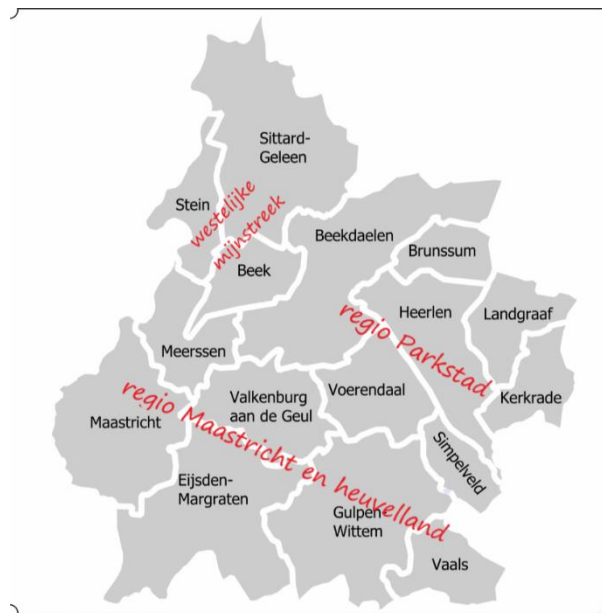 Sittard-
Geleen
Stein
westelijke
mijnstreek
Beekdaelen
Brunssum
Beek
Heerlen
Landgraaf
regio Parkstad
Meerssen
Kerkrade
Valkenburg
aan de Geul
Voerendaal
Maastricht
regio Maastricht en heuvelland
Simpelveld
Eijsden-
Margraten
Gulpen-
Wittem
Vaals